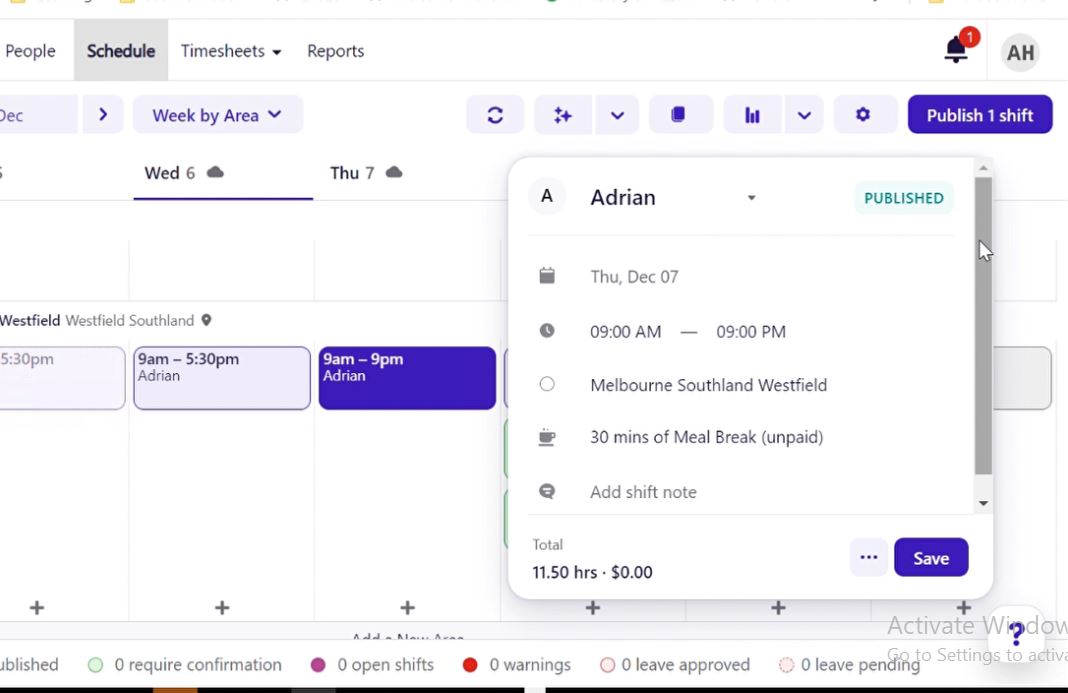 People
Schedule
Timesheets
Reports
1
AH
Dec
Week by Area
Publish 1 shift
Wed 6
Thu 7
A
Adrian
PUBLISHED
Thu, Dec 07
Westfield Westfield Southland
09:00 AM — 09:00 PM
5:30pm
9am – 5:30pm
Adrian
9am – 9pm
Adrian
Melbourne Southland Westfield
30 mins of Meal Break (unpaid)
Add shift note
Total
11.50 hrs · $0.00
...
Save
+ + + + + +
Add a New Area
Activate Window
?
ublished
0 require confirmation
0 open shifts
0 warnings
0 leave approved
0 leave pending
Go to Settings to activa